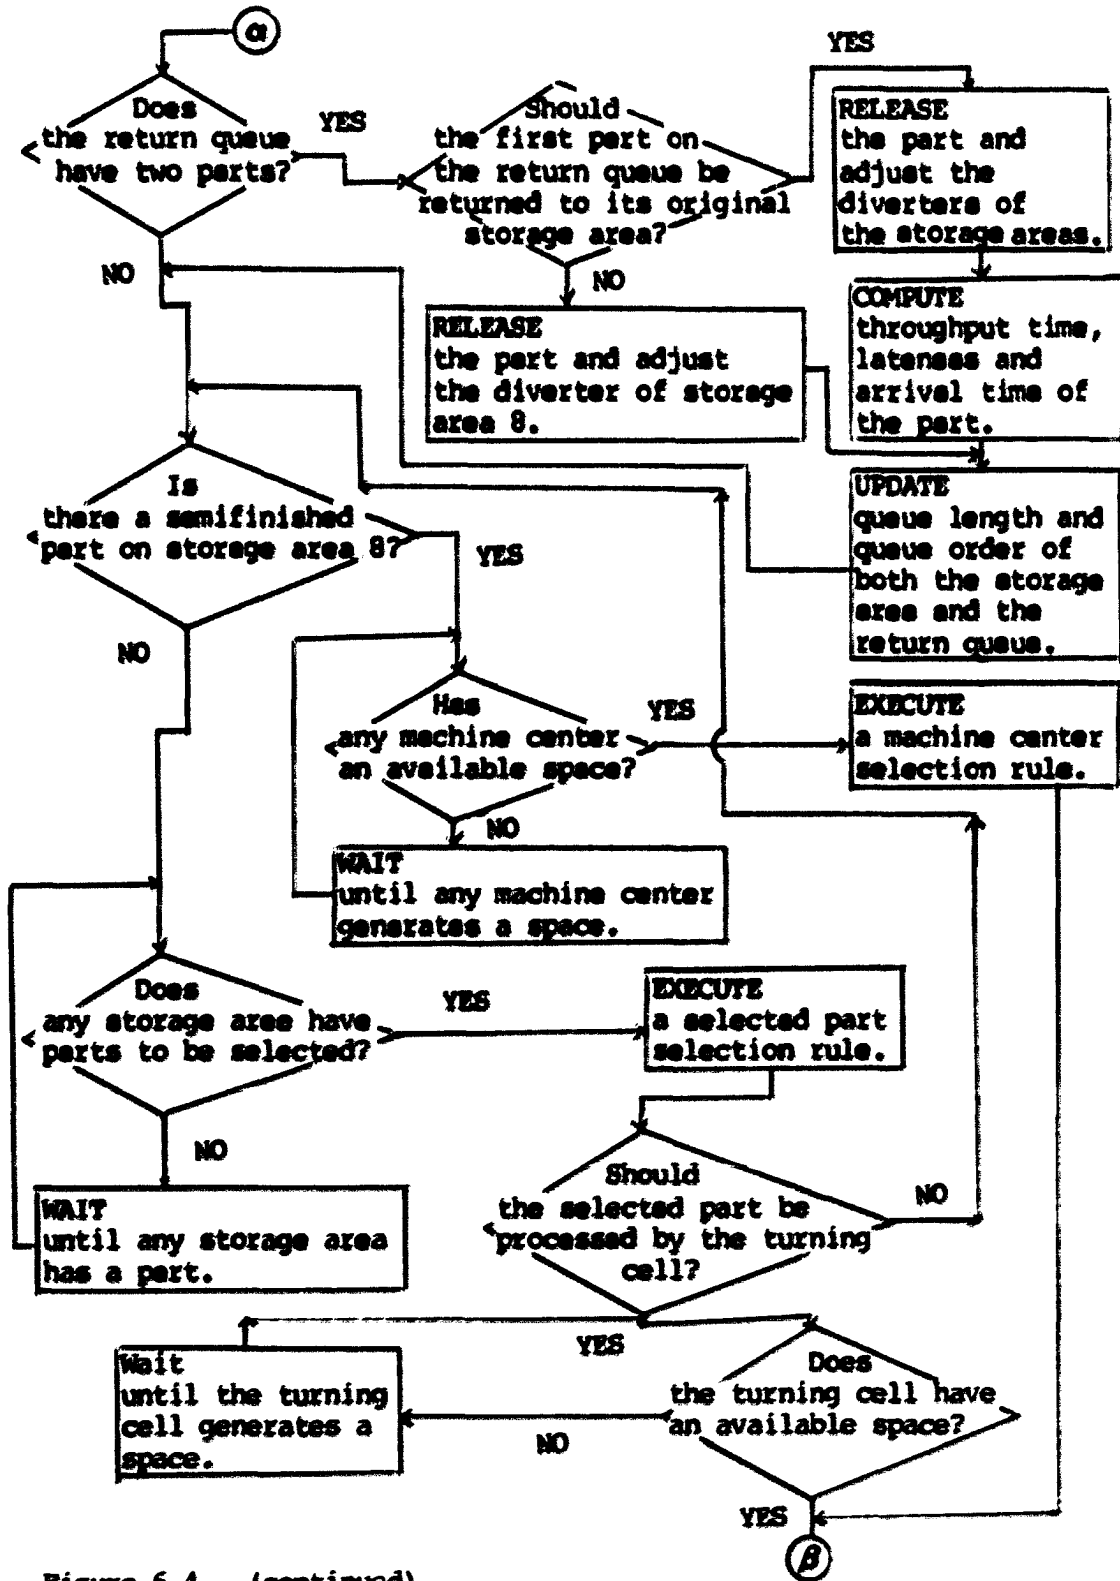 α
Does
the return queue
have two parts?
YES
NO
Should
the first part on
the return queue be
returned to its original
storage area?
YES
NO
RELEASE
the part and
adjust the
diverters of
the storage areas.
RELEASE
the part and adjust
the diverter of storage
area 8.
COMPUTE
throughput time,
lateness and
arrival time of
the part.
UPDATE
queue length and
queue order of
both the storage
area and the
return queue.
Is
there a semifinished
part on storage area 8?
YES
NO
Has
any machine center
an available space?
YES
NO
EXECUTE
a machine center
selection rule.
WAIT
until any machine center
generates a space.
Does
any storage area have
parts to be selected?
YES
NO
EXECUTE
a selected part
selection rule.
WAIT
until any storage area
has a part.
Should
the selected part be
processed by the turning
cell?
NO
YES
Wait
until the turning
cell generates a
space.
Does
the turning cell have
an available space?
NO
YES
β
Figure 6.4 (continued)